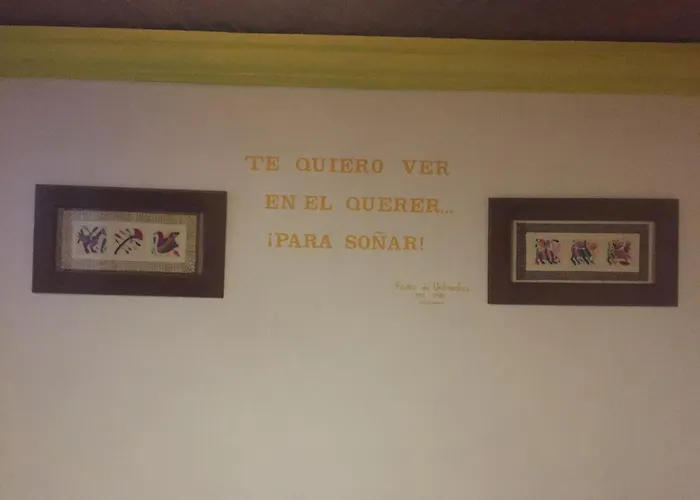 TE QUIERO VER
EN EL QUERER...
¡PARA SOÑAR!